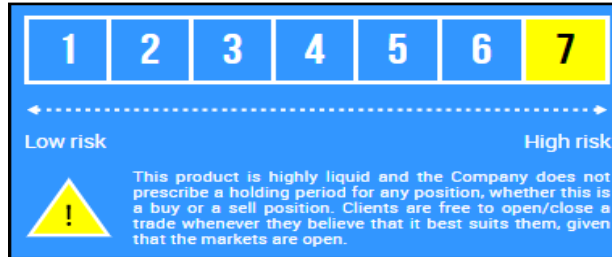 1 2 3 4 5 6 7
Low risk High risk
!
This product is highly liquid and the Company does not
prescribe a holding period for any position, whether this is
a buy or a sell position. Clients are free to open/close a
trade whenever they believe that it best suits them, given
that the markets are open.